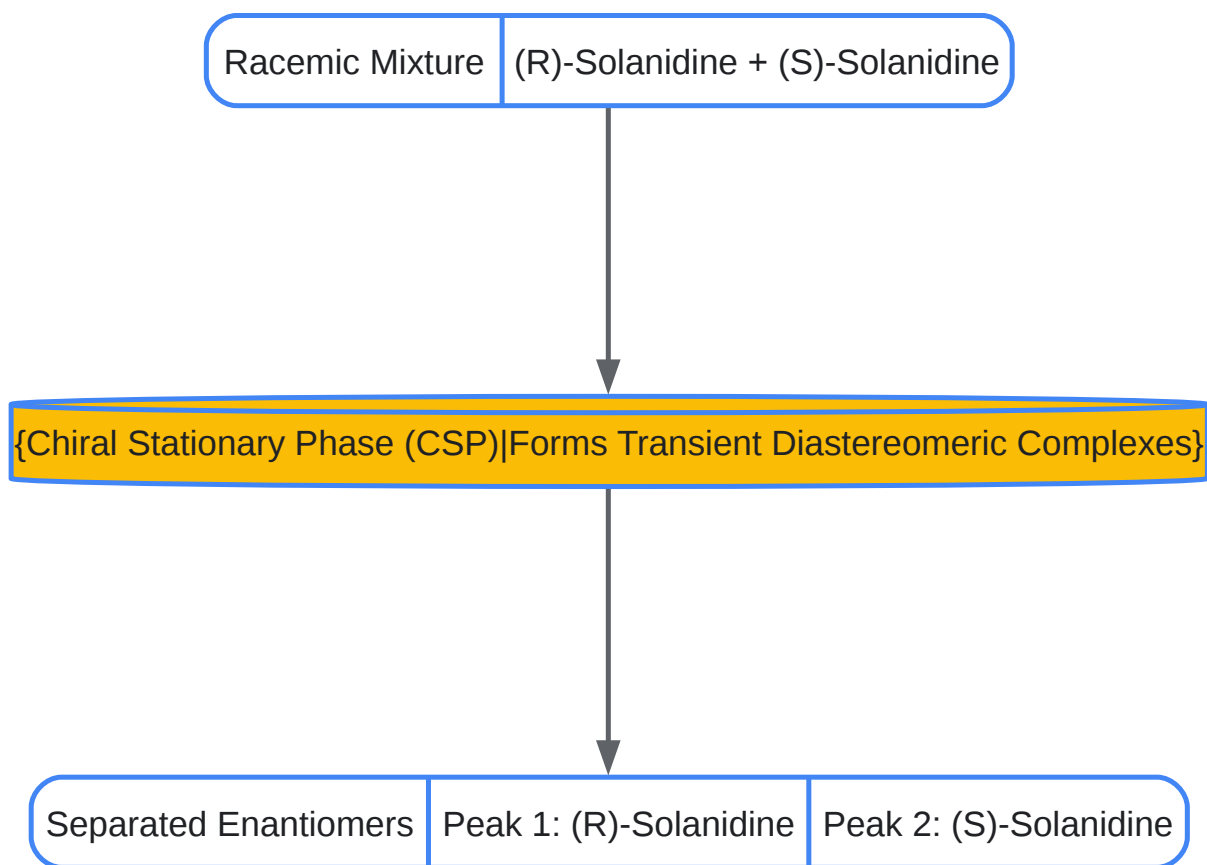 Racemic Mixture (R)-Solanidine + (S)-Solanidine
{Chiral Stationary Phase (CSP)|Forms Transient Diastereomeric Complexes}
Separated Enantiomers Peak 1: (R)-Solanidine Peak 2: (S)-Solanidine